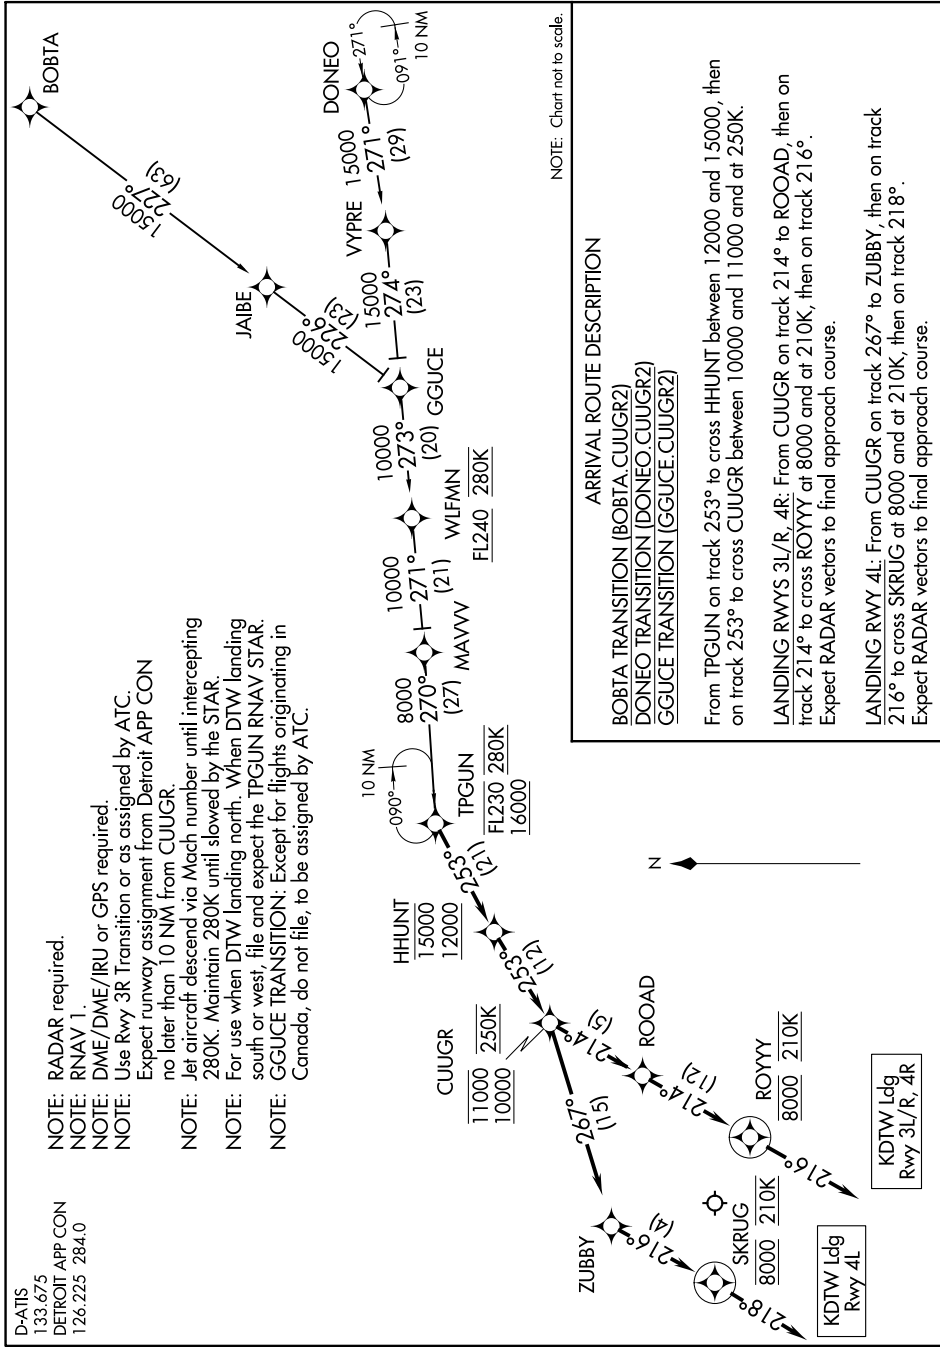 D-ATIS
133.675
DETROIT APP CON
126.225 284.0
NOTE: RADAR required.
NOTE: RNAV 1.
NOTE: DME/DME/IRU or GPS required.
NOTE: Use Rwy 3R Transition or as assigned by ATC.
Expect runway assignment from Detroit APP CON
no later than 10 NM from CUUGR.
NOTE: Jet aircraft descend via Mach number until intercepting
280K. Maintain 280K until slowed by the STAR.
NOTE: For use when DTW landing north. When DTW landing
south or west, file and expect the TPGUN RNAV STAR.
NOTE: GGUCE TRANSITION: Except for flights originating in
Canada, do not file, to be assigned by ATC.
BOBTA
15000
227°
(63)
JAIBE
15000
226°
(23)
DONEO
271°
091°
10 NM
15000
271°
(29)
VYPRE
15000
274°
(23)
GGUCE
10000
273°
(20)
WLFMN
FL240 280K
10000
271°
(21)
MAVVV
8000
270°
(27)
10 NM
090°
TPGUN
FL230 280K
16000
253°
(21)
HHUNT
15000
12000
253°
(12)
CUUGR
11000 250K
10000
214°
(5)
ROOAD
214°
(12)
ROYYY
8000 210K
216°
KDTW Ldg
Rwy 3L/R, 4R
267°
(15)
ZUBBY
216°
(4)
SKRUG
8000 210K
218°
KDTW Ldg
Rwy 4L
N
NOTE: Chart not to scale.
ARRIVAL ROUTE DESCRIPTION
BOBTA TRANSITION (BOBTA.CUUGR2)
DONEO TRANSITION (DONEO.CUUGR2)
GGUCE TRANSITION (GGUCE.CUUGR2)
From TPGUN on track 253° to cross HHUNT between 12000 and 15000, then
on track 253° to cross CUUGR between 10000 and 11000 and at 250K.
LANDING RWYS 3L/R, 4R: From CUUGR on track 214° to ROOAD, then on
track 214° to cross ROYYY at 8000 and at 210K, then on track 216°.
Expect RADAR vectors to final approach course.
LANDING RWY 4L: From CUUGR on track 267° to ZUBBY, then on track
216° to cross SKRUG at 8000 and at 210K, then on track 218°.
Expect RADAR vectors to final approach course.